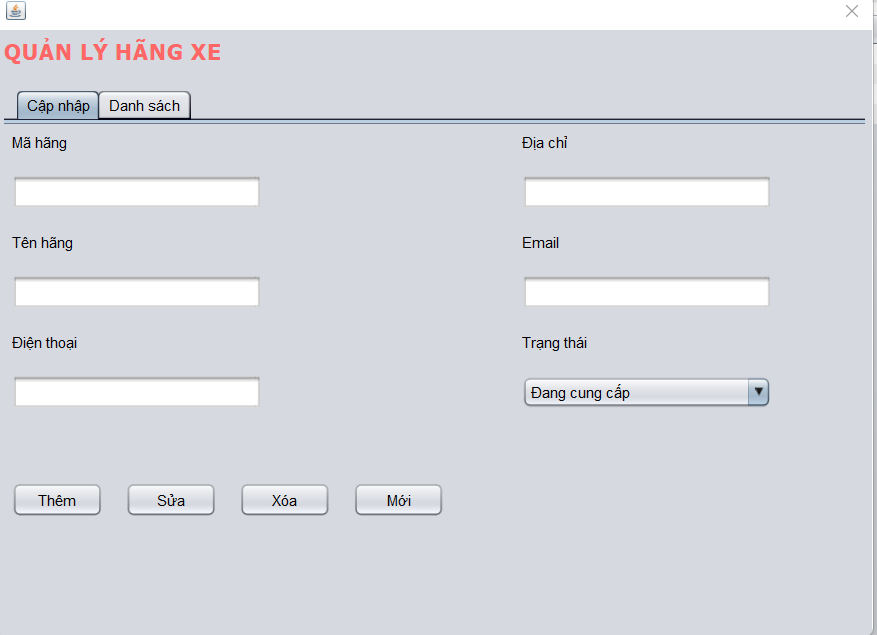 QUẢN LÝ HÃNG XE
Cập nhập Danh sách
Mã hãng Địa chỉ
Tên hãng Email
Điện thoại Trạng thái
Đang cung cấp
Thêm Sửa Xóa Mới